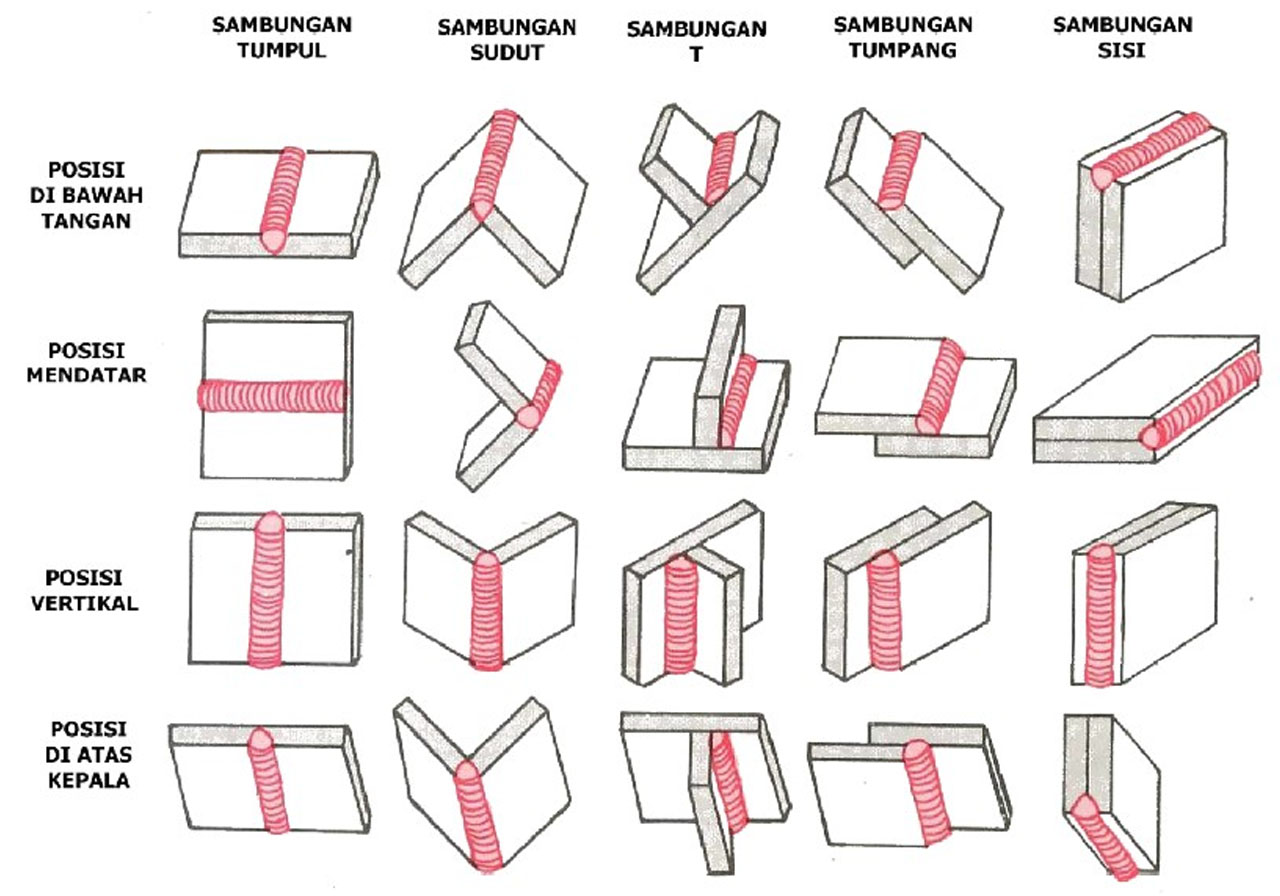 SAMBUNGAN
TUMPUL
SAMBUNGAN
SUDUT
SAMBUNGAN
T
SAMBUNGAN
TUMPANG
SAMBUNGAN
SISI
POSISI
DI BAWAH
TANGAN
POSISI
MENDATAR
POSISI
VERTIKAL
POSISI
DI ATAS
KEPALA